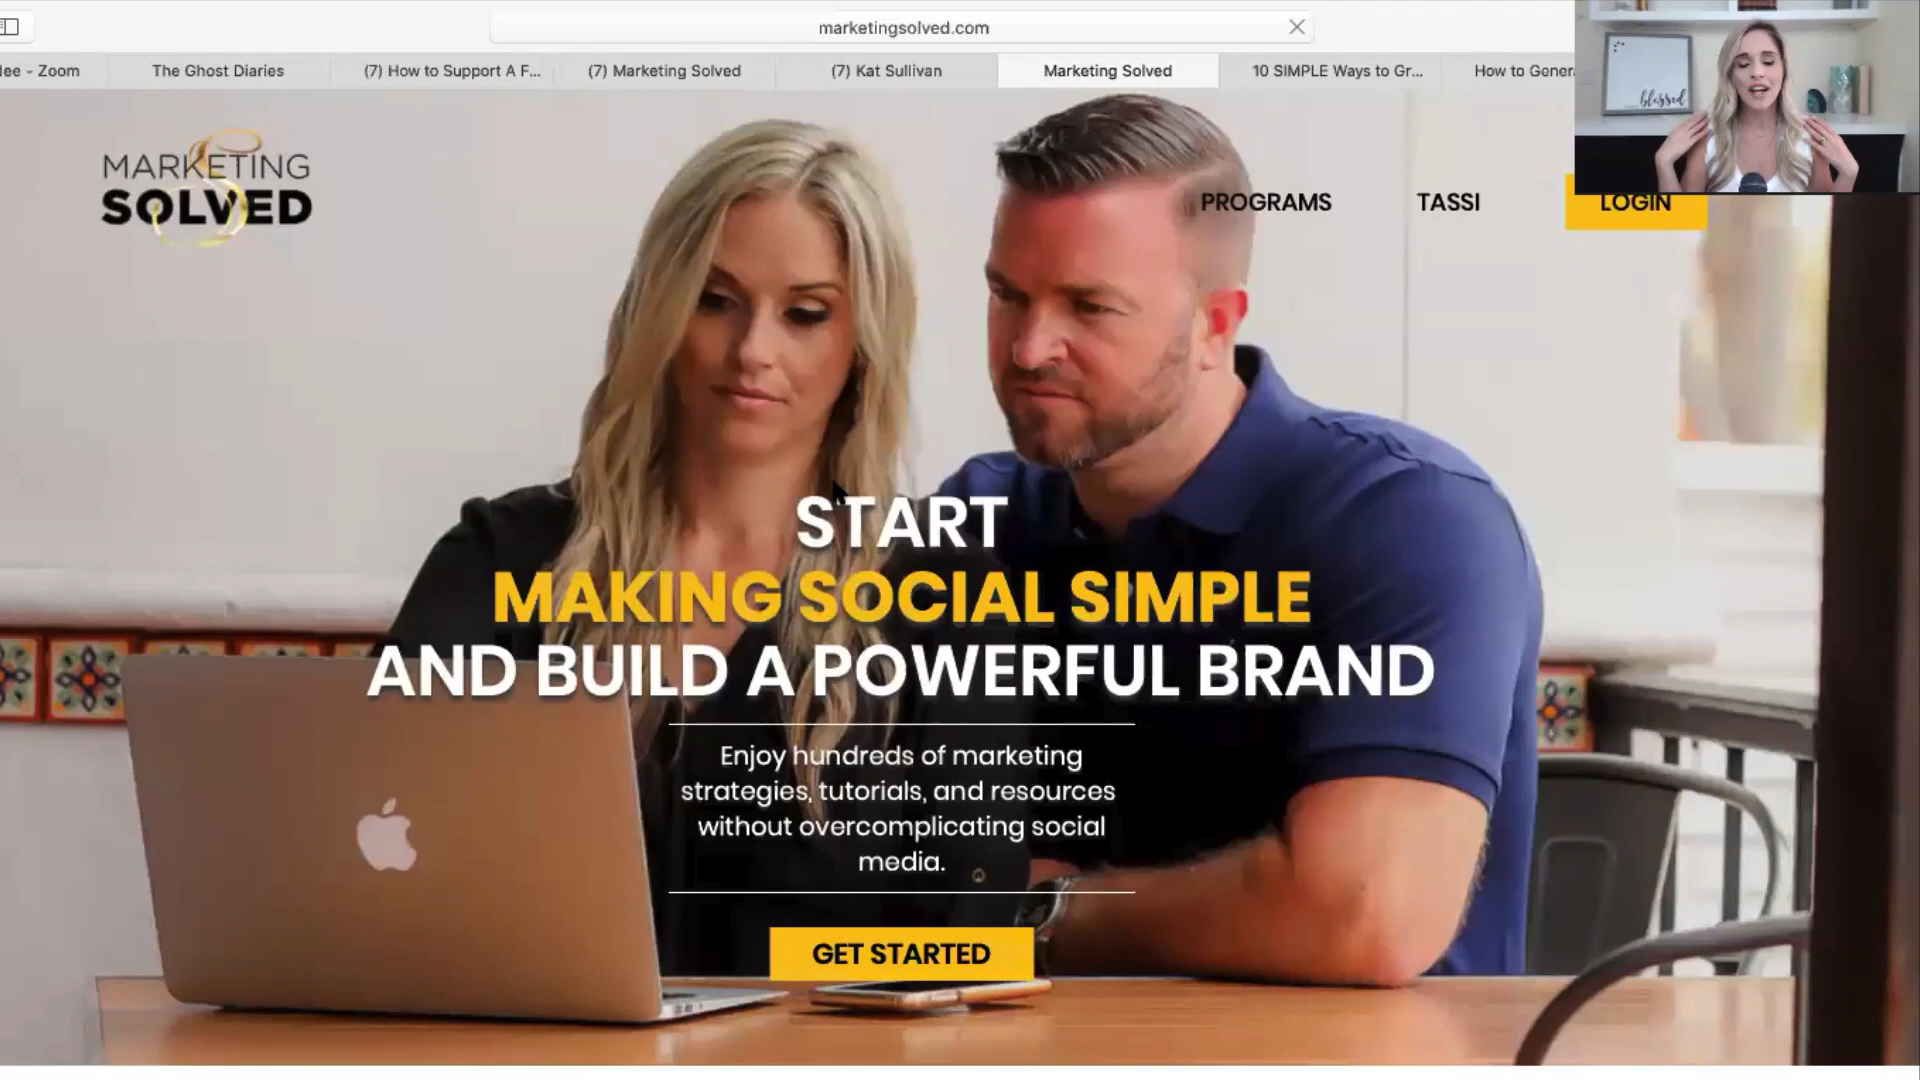 marketingsolved.com
dee - Zoom
The Ghost Diaries
(7) How to Support A F...
(7) Marketing Solved
(7) Kat Sullivan
Marketing Solved
10 SIMPLE Ways to Gr...
How to Gener
blessed
MARKETING
SOLVED
PROGRAMS
TASSI
LOGIN
START
MAKING SOCIAL SIMPLE
AND BUILD A POWERFUL BRAND
Enjoy hundreds of marketing
strategies, tutorials, and resources
without overcomplicating social
media.
GET STARTED